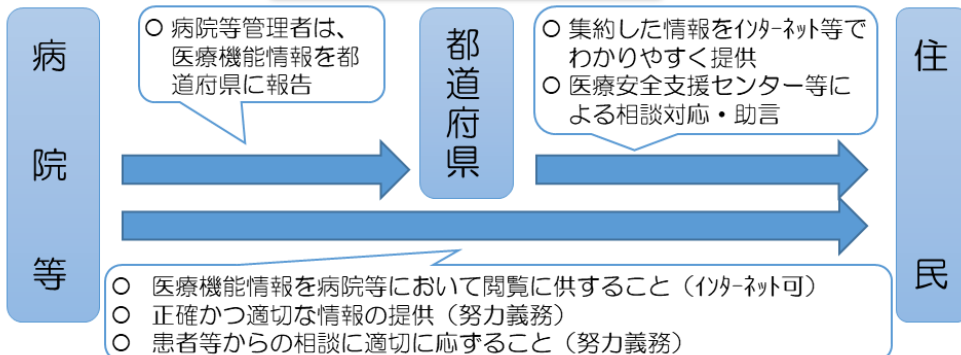 病院等
○ 病院等管理者は、
医療機能情報を都
道府県に報告
都道府県
○ 集約した情報をｲﾝﾀｰﾈｯﾄ等で
わかりやすく提供
○ 医療安全支援センター等に
よる相談対応・助言
住民
○ 医療機能情報を病院等において閲覧に供すること（ｲﾝﾀｰﾈｯﾄ可）
○ 正確かつ適切な情報の提供（努力義務）
○ 患者等からの相談に適切に応ずること（努力義務）